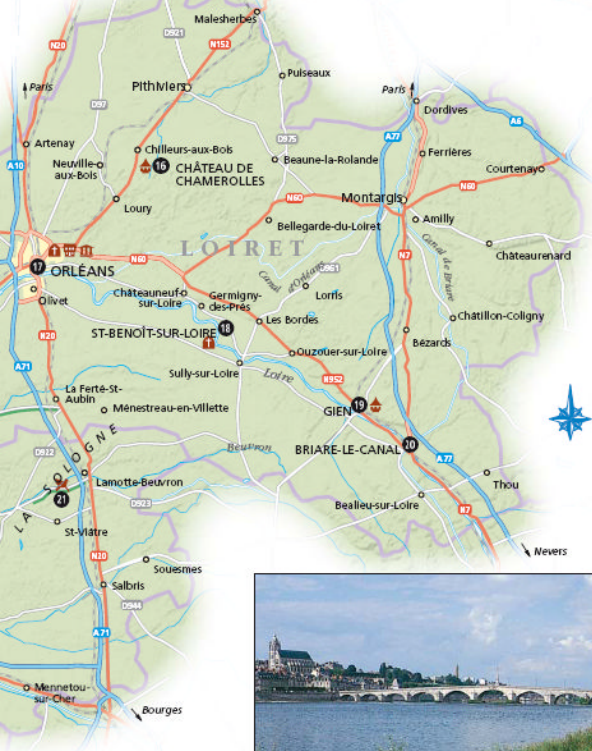 Malesherbes
N20
D921
N152
Puiseaux
Paris
Pithiviers
Paris
Dordives
D97
A77
A6
Artenay
D975
Chilleurs-aux-Bois
Ferrières
A10
Neuville-
aux-Bois
16 CHÂTEAU DE
CHAMEROLLES
Beaune-la-Rolande
Courtenay
N60
Montargis
N60
Loury
Amilly
Bellegarde-du-Loiret
LOIRET
N7
Canal de Briare
Châteaurenard
17
ORLÉANS
N60
Canal
d'Orléans
D961
Olivet
Châteauneuf-
sur-Loire
Germigny-
des-Prés
Lorris
Châtillon-Coligny
ST-BENOÎT-SUR-LOIRE
18
Les Bordes
N20
Bézards
Ouzouer-sur-Loire
A71
Sully-sur-Loire
Loire
N952
La Ferté-St-
Aubin
Ménestreau-en-Villette
GIEN
19
LA SOLOGNE
Beuvron
BRIARE-LE-CANAL
20
D922
A77
Lamotte-Beuvron
Thou
21
D923
Bealieu-sur-Loire
N7
St-Viâtre
Nevers
N20
Souesmes
Salbris
D944
A71
Mennetou-
sur-Cher
Bourges